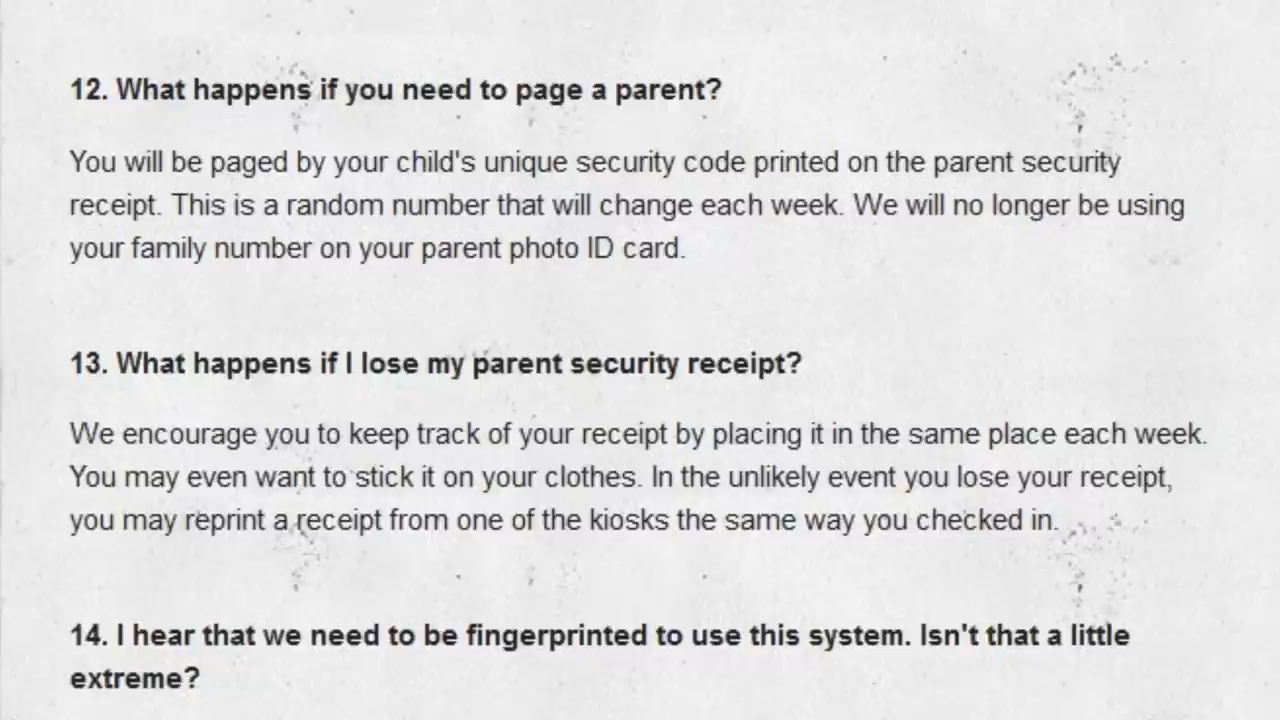 12. What happens if you need to page a parent?
You will be paged by your child's unique security code printed on the parent security
receipt. This is a random number that will change each week. We will no longer be using
your family number on your parent photo ID card.
13. What happens if I lose my parent security receipt?
We encourage you to keep track of your receipt by placing it in the same place each week.
You may even want to stick it on your clothes. In the unlikely event you lose your receipt,
you may reprint a receipt from one of the kiosks the same way you checked in.
14. I hear that we need to be fingerprinted to use this system. Isn't that a little
extreme?